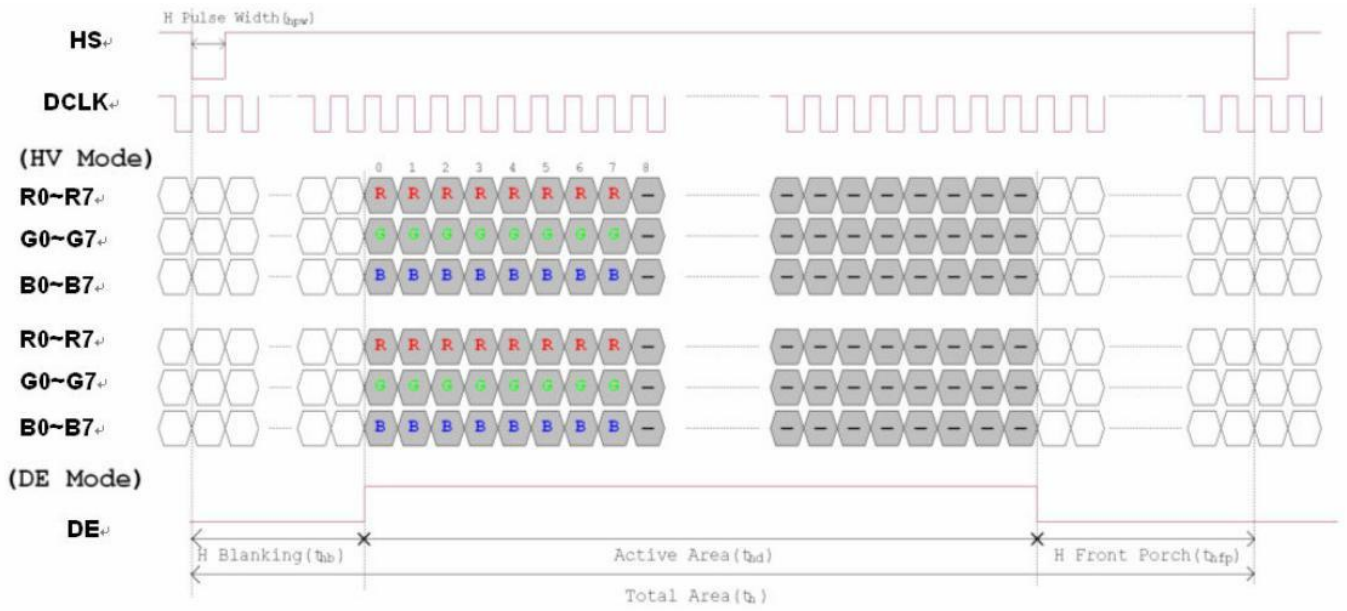 H Pulse Width(thpw)
HS
DCLK
(HV Mode)
0 1 2 3 4 5 6 7 8
R0~R7 R R R R R R R R –
G0~G7 G G G G G G G G –
B0~B7 B B B B B B B B –
R0~R7 R R R R R R R R –
G0~G7 G G G G G G G G –
B0~B7 B B B B B B B B –
(DE Mode)
DE
H Blanking(thb) Active Area(thd) H Front Porch(thfp)
Total Area(th)